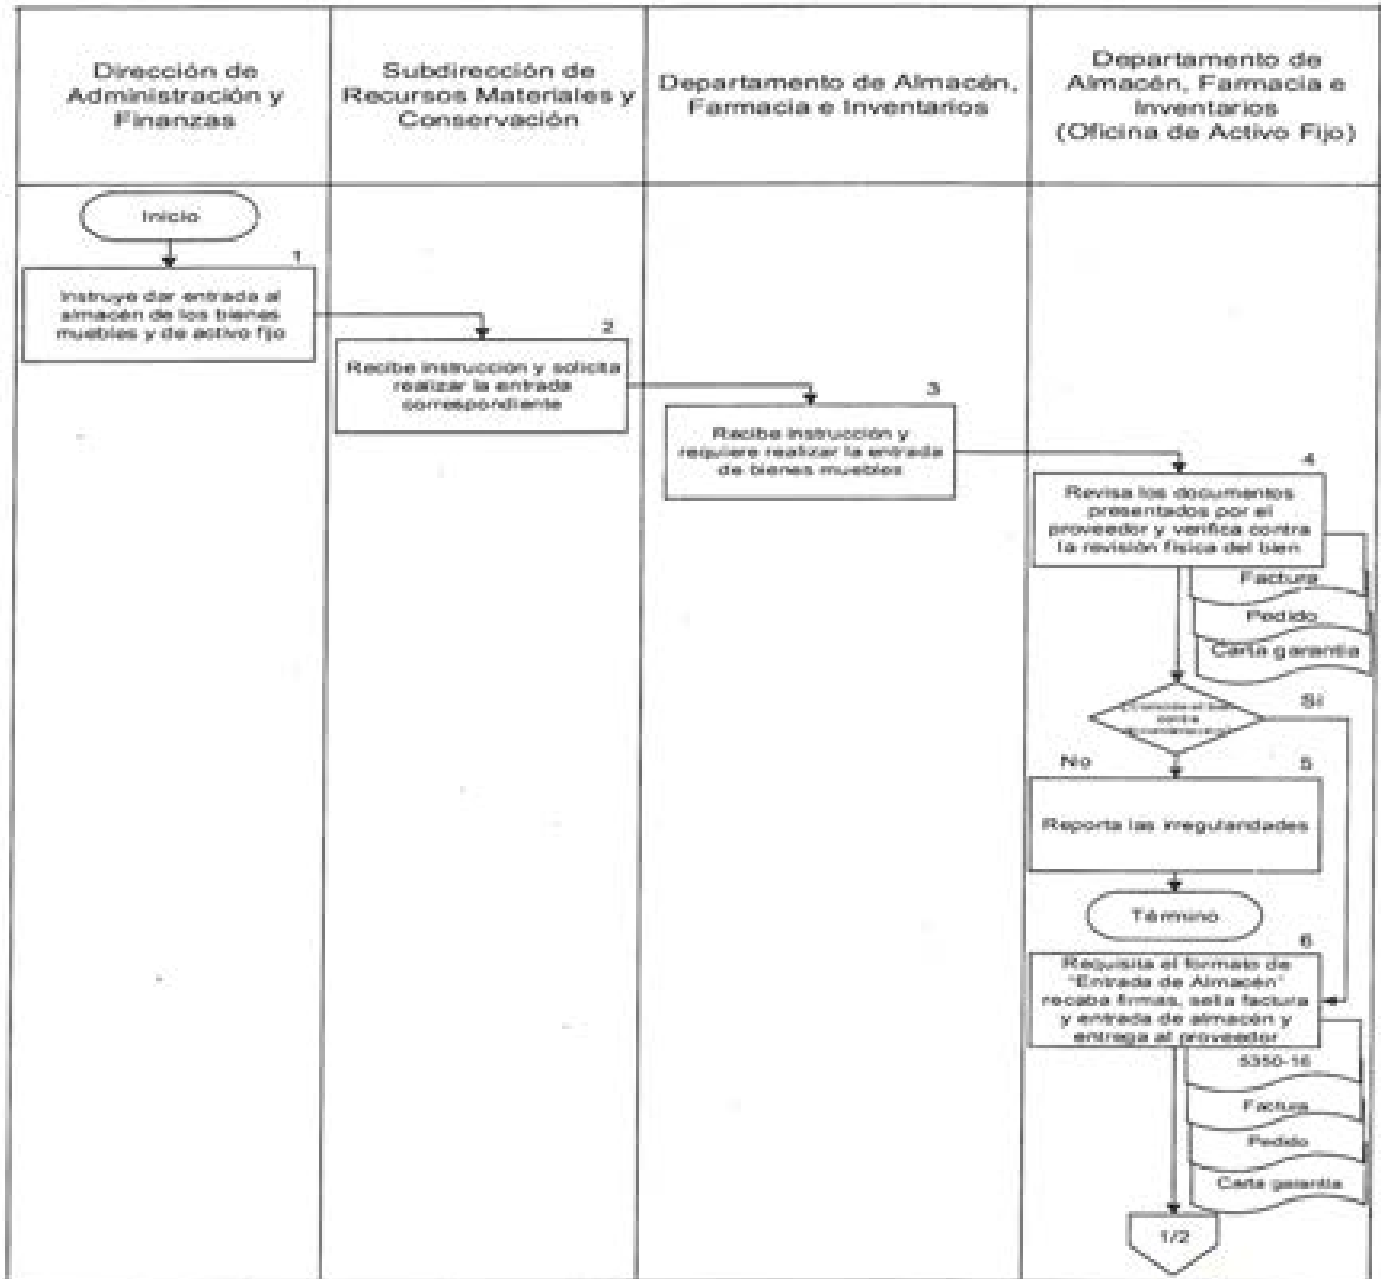 Dirección de
Administración y
Finanzas
Subdirección de
Recursos Materiales y
Conservación
Departamento de Almacén,
Farmacia e Inventarios
Departamento de
Almacén, Farmacia e
Inventarios
(Oficina de Activo Fijo)
Inicio
1
Instruye dar entrada al
almacén de los bienes
muebles y de activo fijo
2
Recibe instrucción y solicita
realizar la entrada
correspondiente
3
Recibe instrucción y
requiere realizar la entrada
de bienes muebles
4
Revisa los documentos
presentados por el
proveedor y verifica contra
la revisión física del bien
Factura
Pedido
Carta garantía
contra
Sí
No
5
Reporta las irregularidades
Término
6
Requisita el formato de
"Entrada de Almacén"
recaba firmas, sella factura
y entrada de almacén y
entrega al proveedor
5350-16
Factura
Pedido
Carta garantía
1/2